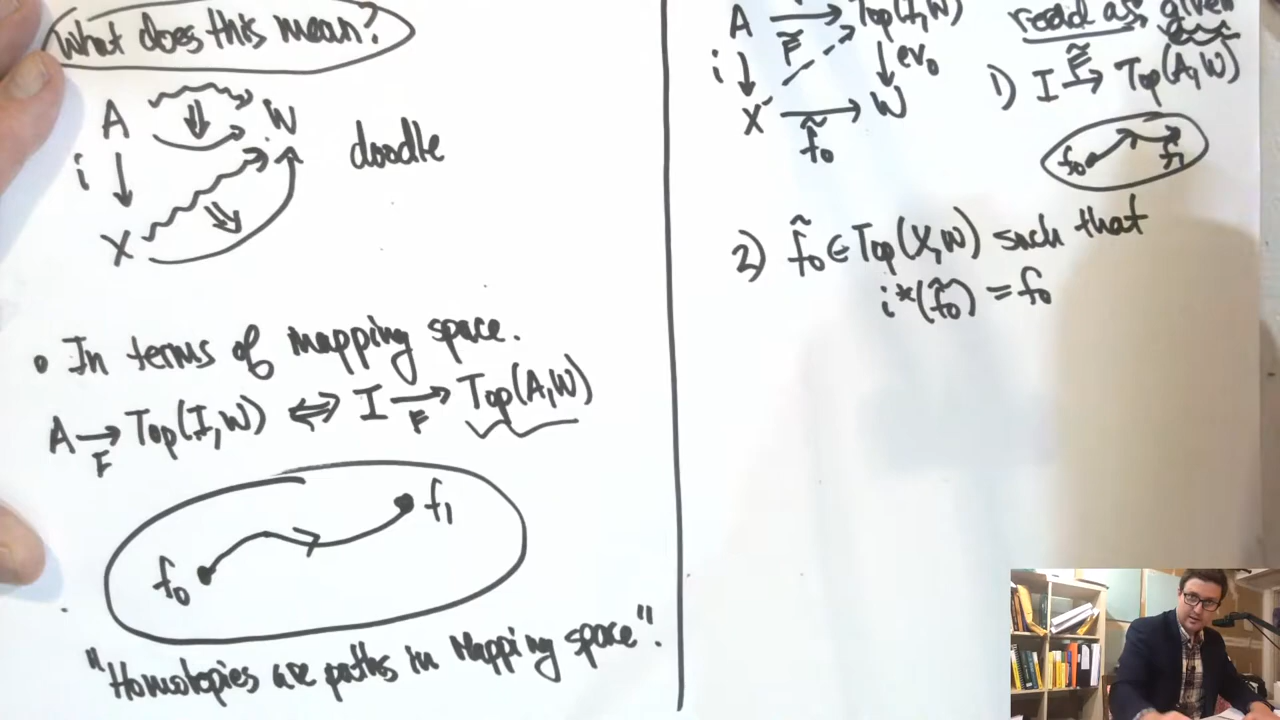 What does this mean?
A W
i
X
doodle
• In terms of mapping space.
A → Top(I,W) ⇔ I → Top(A,W)
F F
f₁
f₀
"Homotopies are paths in Mapping space".
A → Top(I,W)
i F̃ ↓ev₀
X → W
f̃₀
read as given
1) I → Top(A,W)
f₀ f₁
2) f̃₀ ∈ Top(X,W) such that
i*(f̃₀) = f₀